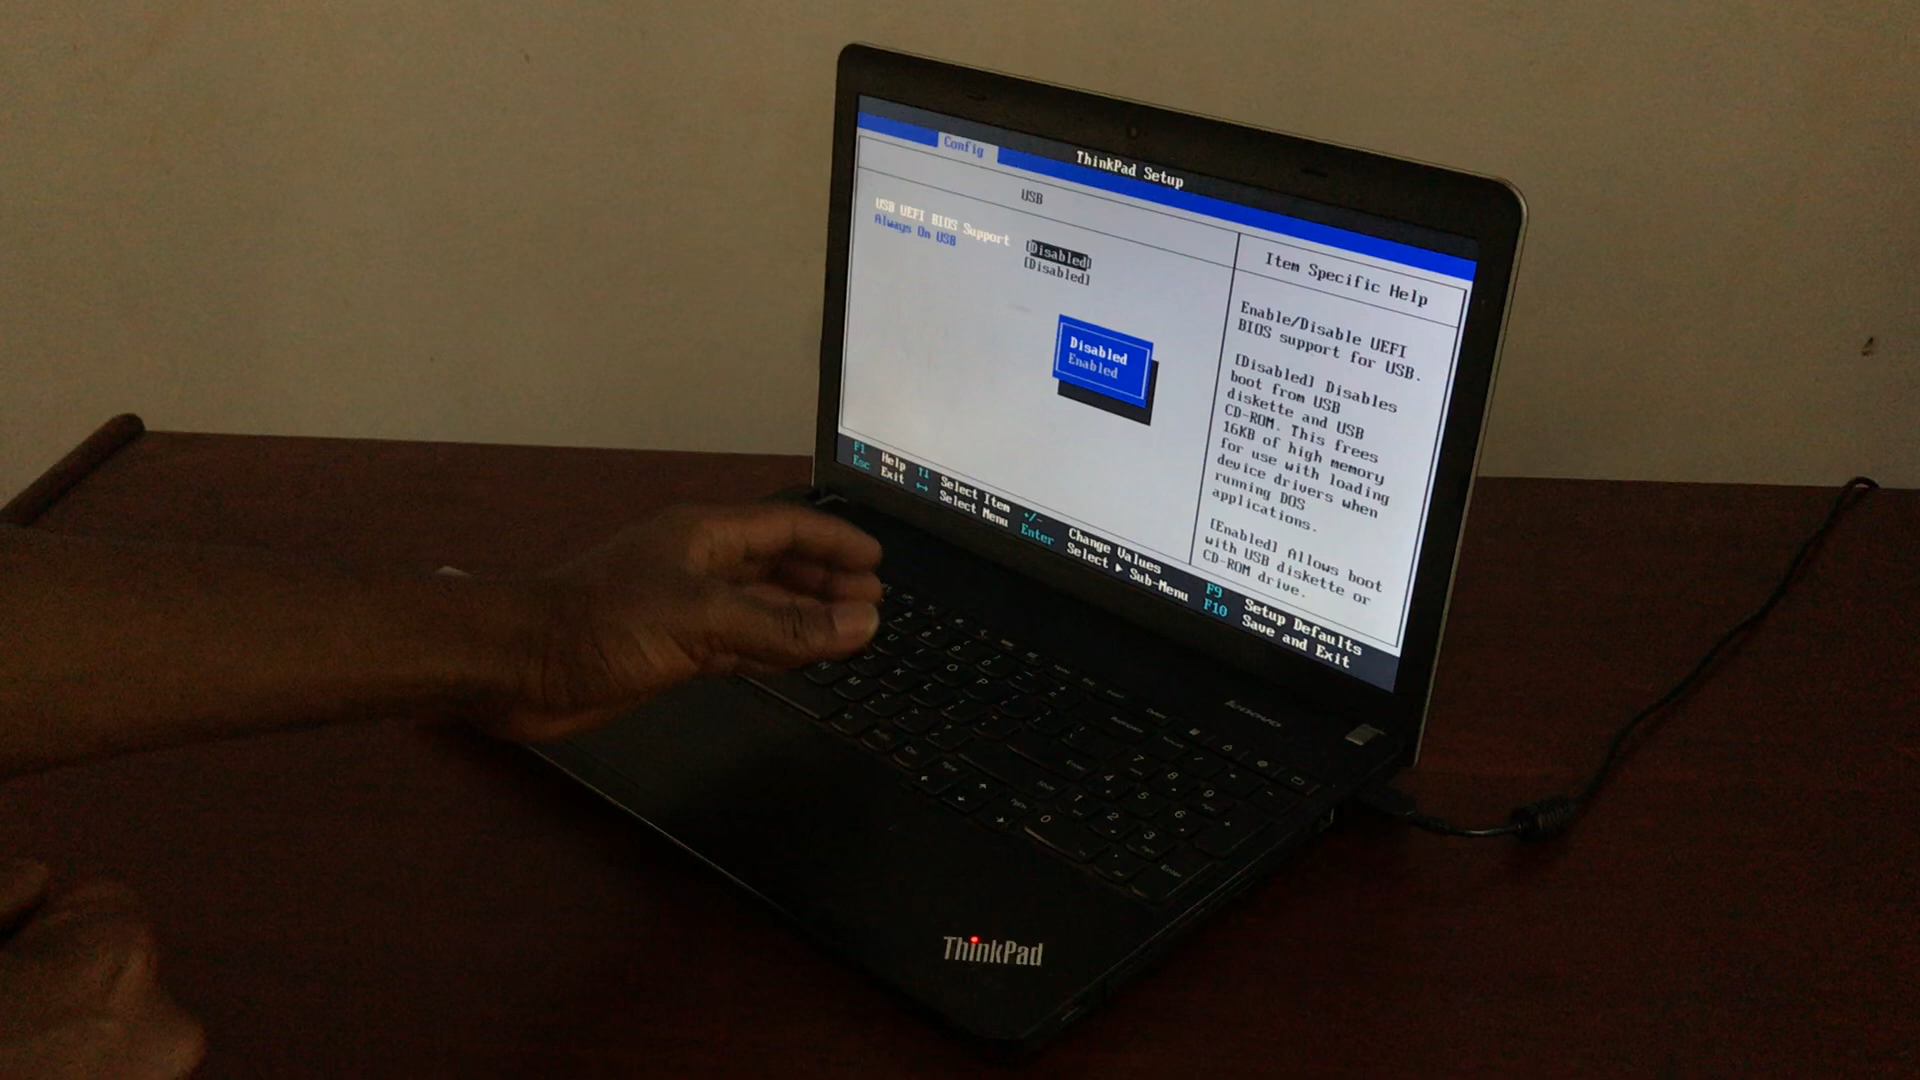 ThinkPad Setup
Config
USB
USB UEFI BIOS Support [Disabled]
Always On USB [Disabled]
Disabled
Enabled
Item Specific Help
Enable/Disable UEFI
BIOS support for USB.
[Disabled] Disables
boot from USB
diskette and USB
CD-ROM. This frees
16KB of high memory
for use with loading
device drivers when
running DOS
applications.
[Enabled] Allows boot
with USB diskette or
CD-ROM drive.
F1 Help ↑↓ Select Item +/- Change Values F9 Setup Defaults
Esc Exit ↔ Select Menu Enter Select ▶ Sub-Menu F10 Save and Exit
lenovo
ThinkPad